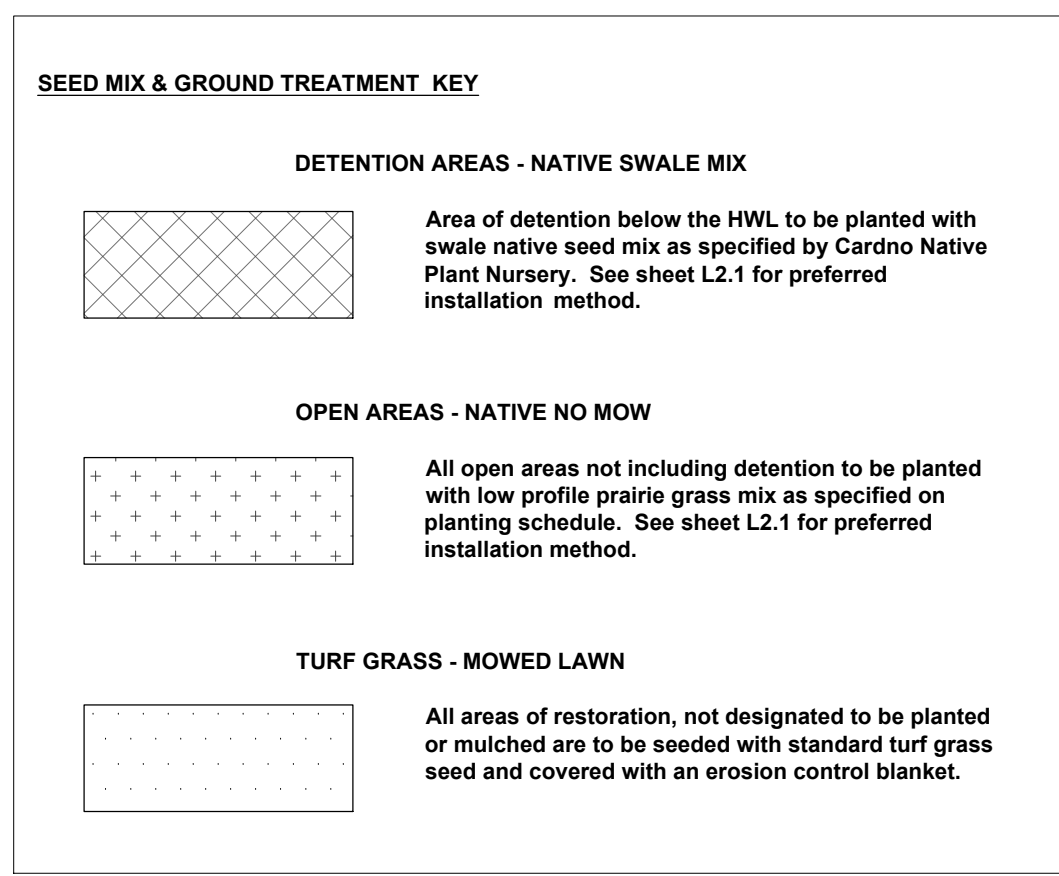 SEED MIX & GROUND TREATMENT KEY
DETENTION AREAS - NATIVE SWALE MIX
Area of detention below the HWL to be planted with
swale native seed mix as specified by Cardno Native
Plant Nursery. See sheet L2.1 for preferred
installation method.
OPEN AREAS - NATIVE NO MOW
All open areas not including detention to be planted
with low profile prairie grass mix as specified on
planting schedule. See sheet L2.1 for preferred
installation method.
TURF GRASS - MOWED LAWN
All areas of restoration, not designated to be planted
or mulched are to be seeded with standard turf grass
seed and covered with an erosion control blanket.